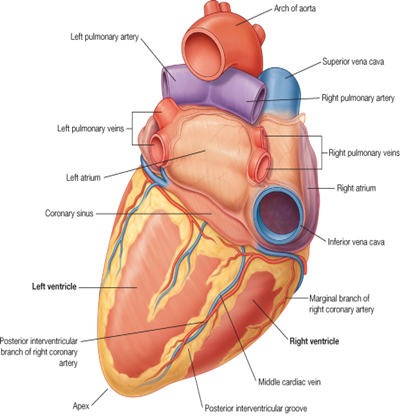 Arch of aorta
Left pulmonary artery
Superior vena cava
Right pulmonary artery
Left pulmonary veins
Right pulmonary veins
Left atrium
Right atrium
Coronary sinus
Inferior vena cava
Left ventricle
Marginal branch of
right coronary artery
Posterior interventricular
branch of right coronary
artery
Right ventricle
Middle cardiac vein
Apex
Posterior interventricular groove